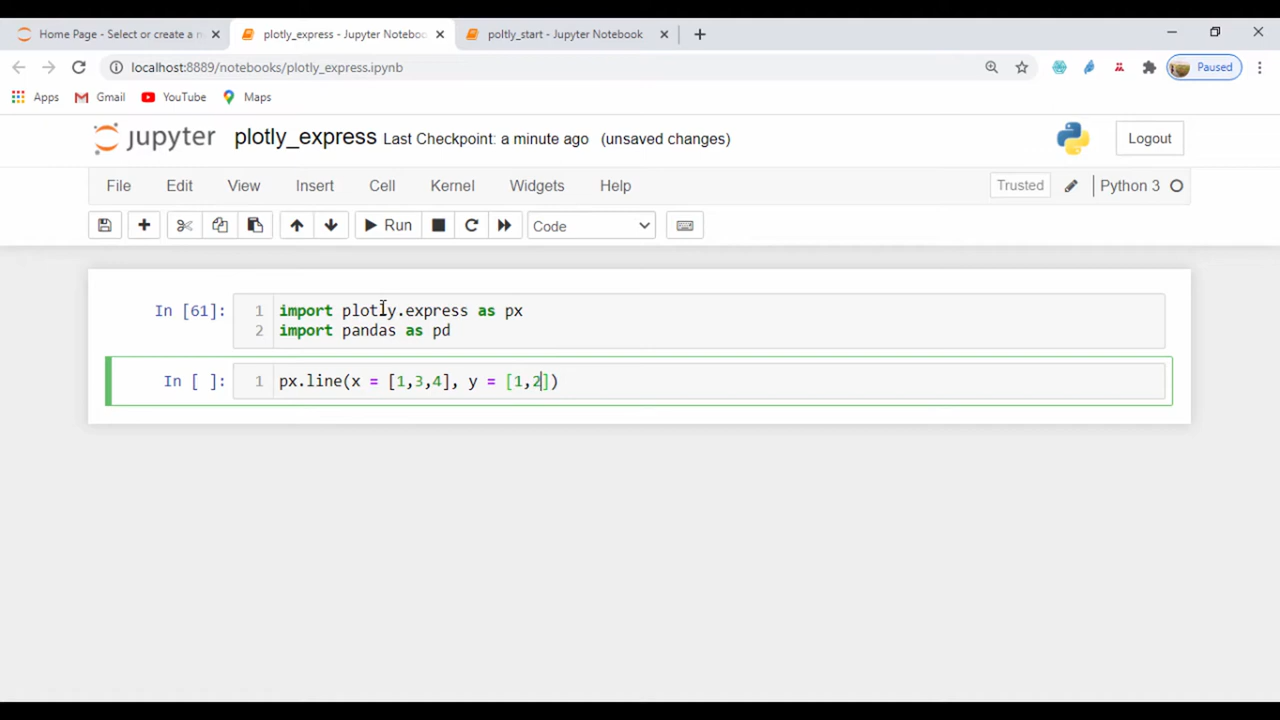 Home Page - Select or create a n
plotly_express - Jupyter Noteboo
poltly_start - Jupyter Notebook
localhost:8889/notebooks/plotly_express.ipynb
Paused
Apps Gmail YouTube Maps
jupyter plotly_express Last Checkpoint: a minute ago (unsaved changes)
Logout
File Edit View Insert Cell Kernel Widgets Help
Trusted Python 3
Run Code
In [61]: 1 import plotly.express as px
2 import pandas as pd
In [ ]: 1 px.line(x = [1,3,4], y = [1,2])